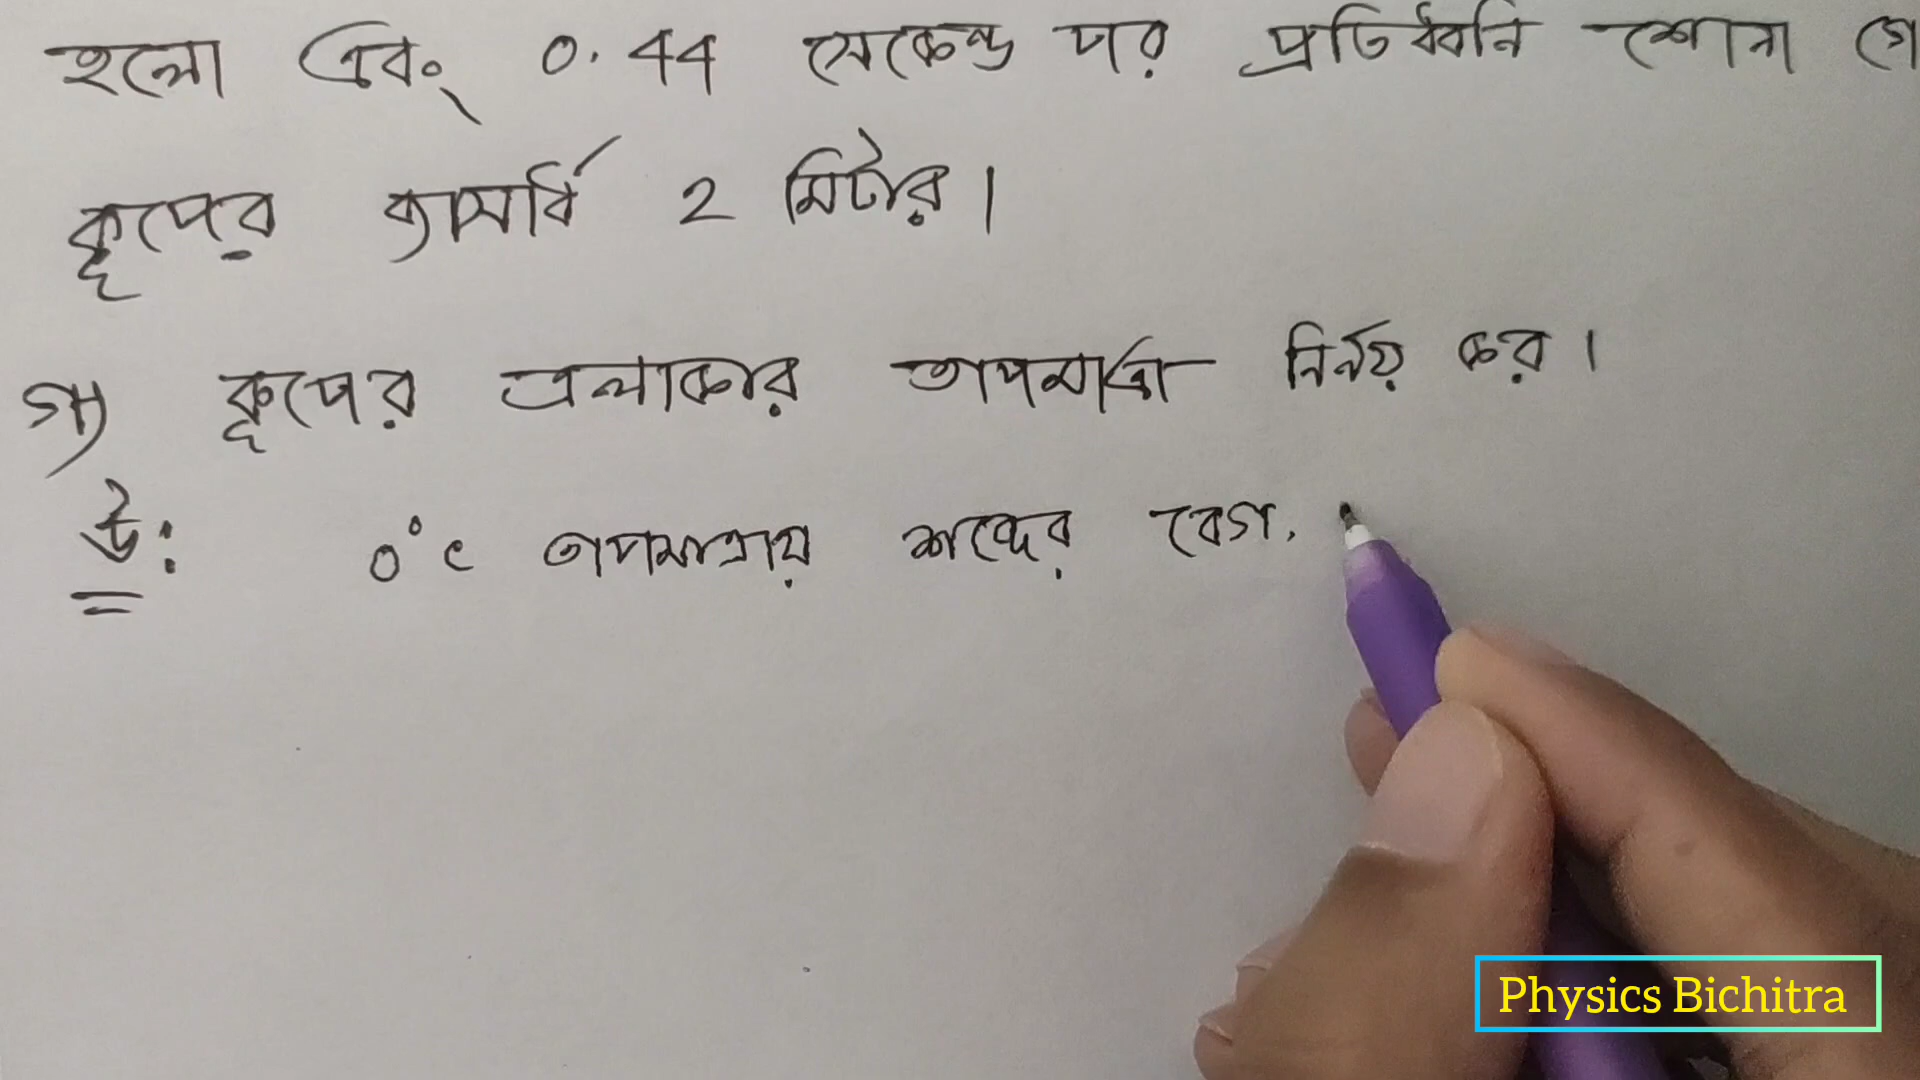 হলো এবং 0.44 সেকেন্ড পর প্রতিধ্বনি শোনা গে
কূপের ব্যাসার্ধ 2 মিটার।
গ) কূপের এলাকার তাপমাত্রা নির্ণয় কর।
উঃ 0°c তাপমাত্রায় শব্দের বেগ,
Physics Bichitra